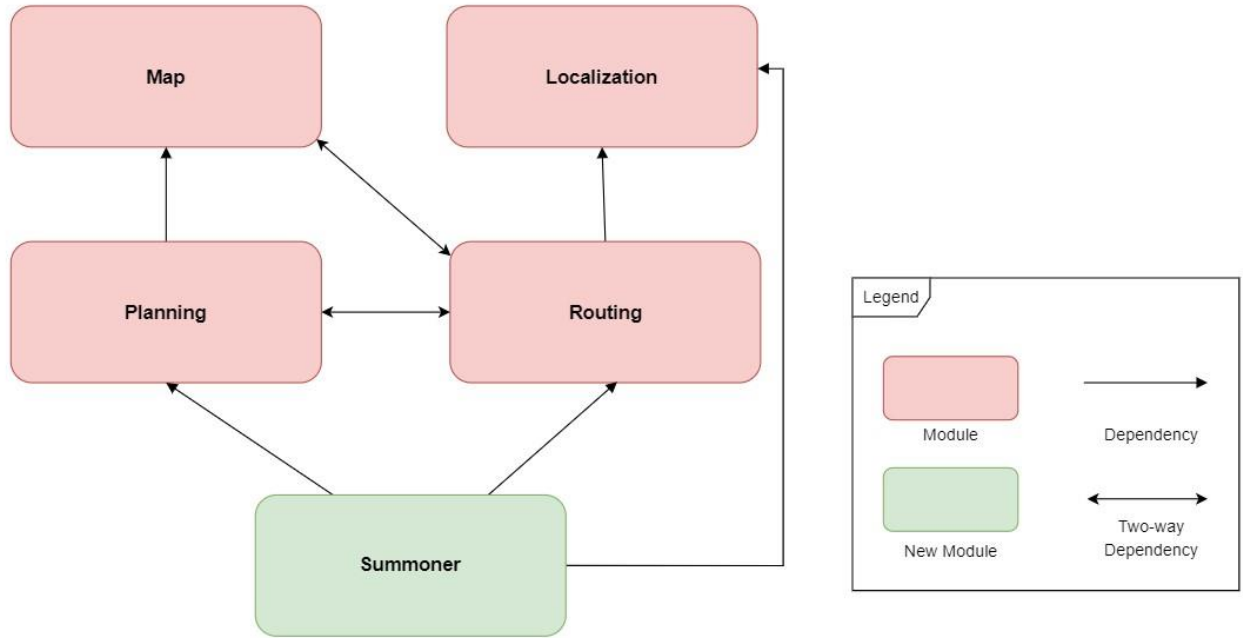 Map
Localization
Planning
Routing
Summoner
Legend
Module
Dependency
New Module
Two-way
Dependency